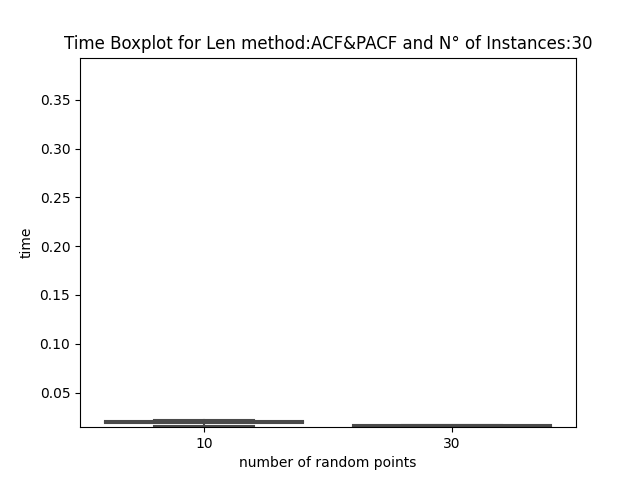 Time Boxplot for Len method:ACF&PACF and N° of Instances:30
0.35
0.30
0.25
0.20
0.15
0.10
0.05
time
10 30
number of random points